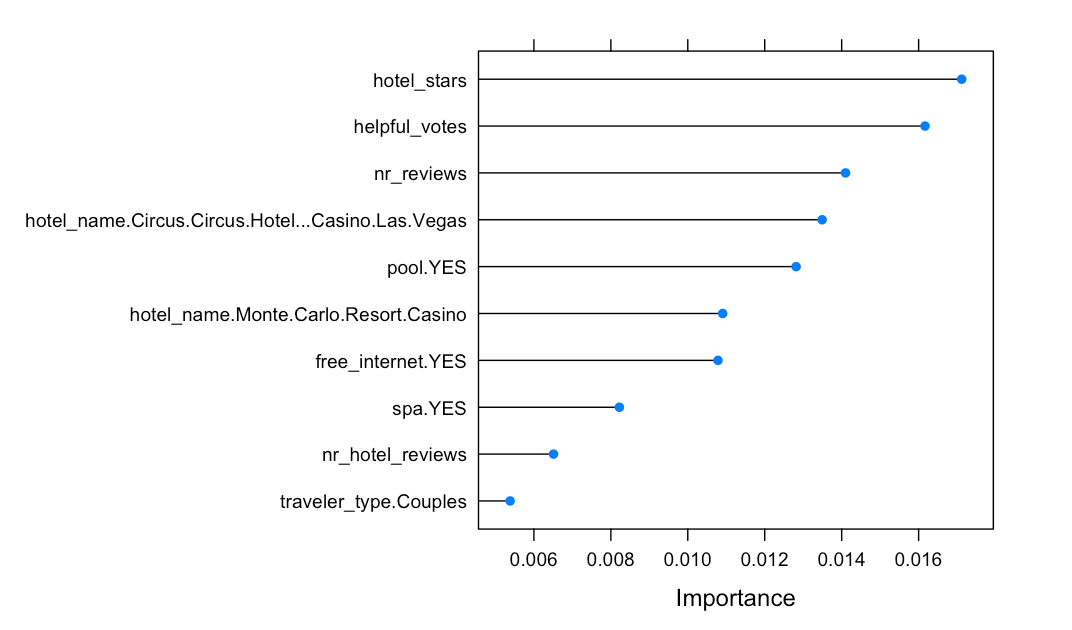 hotel_stars
helpful_votes
nr_reviews
hotel_name.Circus.Circus.Hotel...Casino.Las.Vegas
pool.YES
hotel_name.Monte.Carlo.Resort.Casino
free_internet.YES
spa.YES
nr_hotel_reviews
traveler_type.Couples
0.006 0.008 0.010 0.012 0.014 0.016
Importance